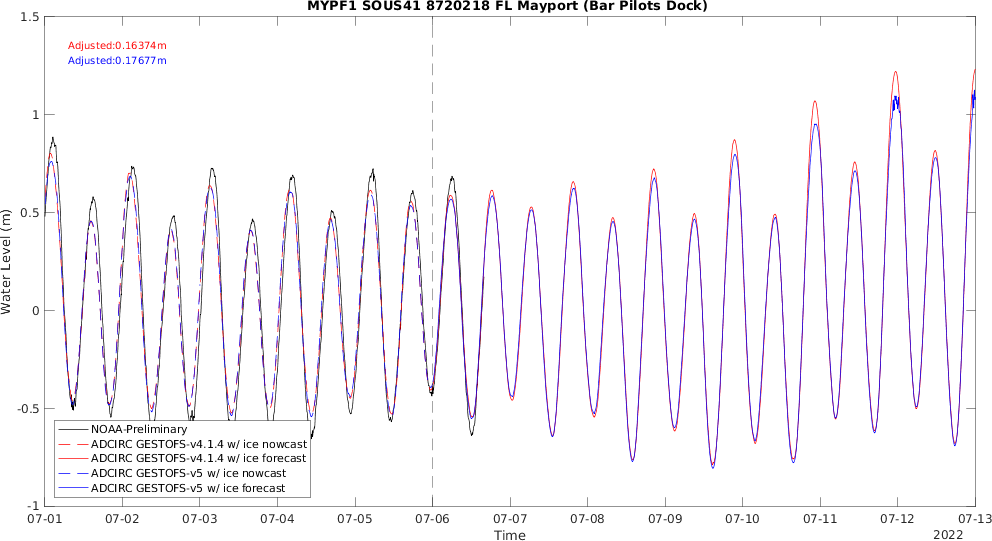 MYPF1 SOUS41 8720218 FL Mayport (Bar Pilots Dock)
1.5
Adjusted:0.16374m
Adjusted:0.17677m
1
0.5
0
-0.5
-1
Water Level (m)
NOAA-Preliminary
ADCIRC GESTOFS-v4.1.4 w/ ice nowcast
ADCIRC GESTOFS-v4.1.4 w/ ice forecast
ADCIRC GESTOFS-v5 w/ ice nowcast
ADCIRC GESTOFS-v5 w/ ice forecast
07-01 07-02 07-03 07-04 07-05 07-06 07-07 07-08 07-09 07-10 07-11 07-12 07-13
Time
2022